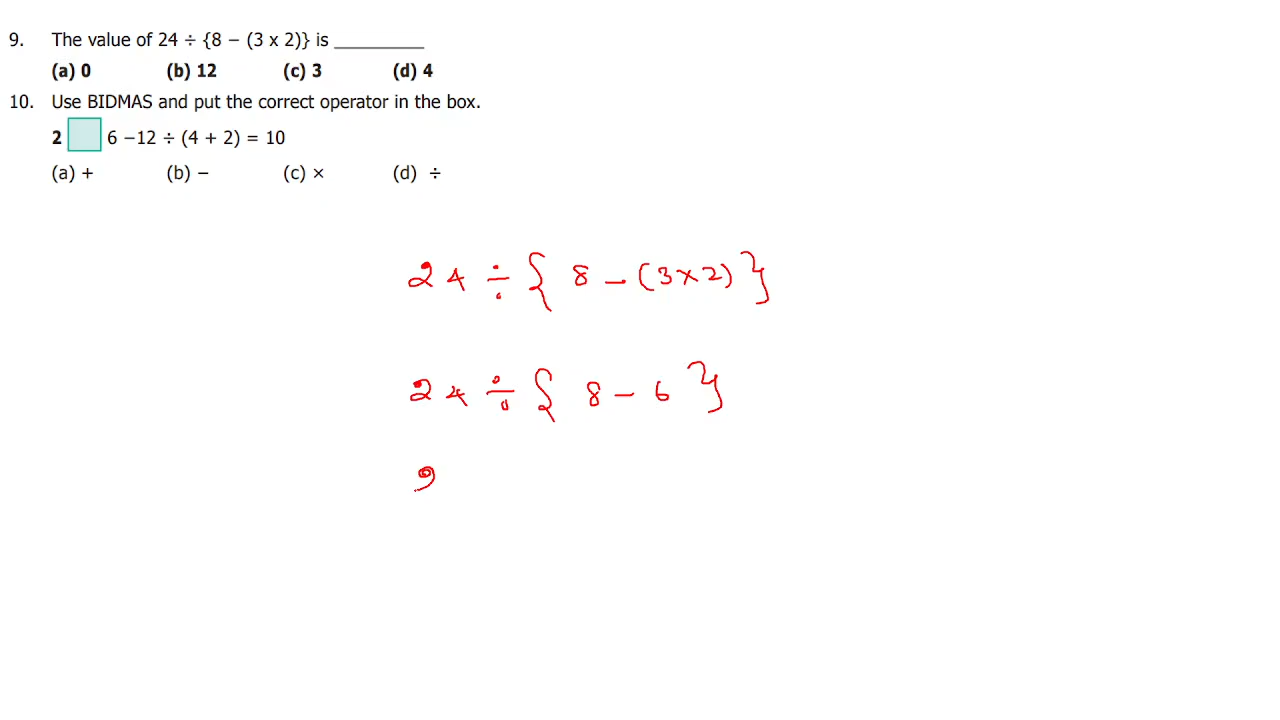 9. The value of 24 ÷ {8 − (3 x 2)} is __________
(a) 0 (b) 12 (c) 3 (d) 4
10. Use BIDMAS and put the correct operator in the box.
2 □ 6 −12 ÷ (4 + 2) = 10
(a) + (b) − (c) × (d) ÷
24 ÷ { 8 - (3×2) }
24 ÷ { 8 - 6 }